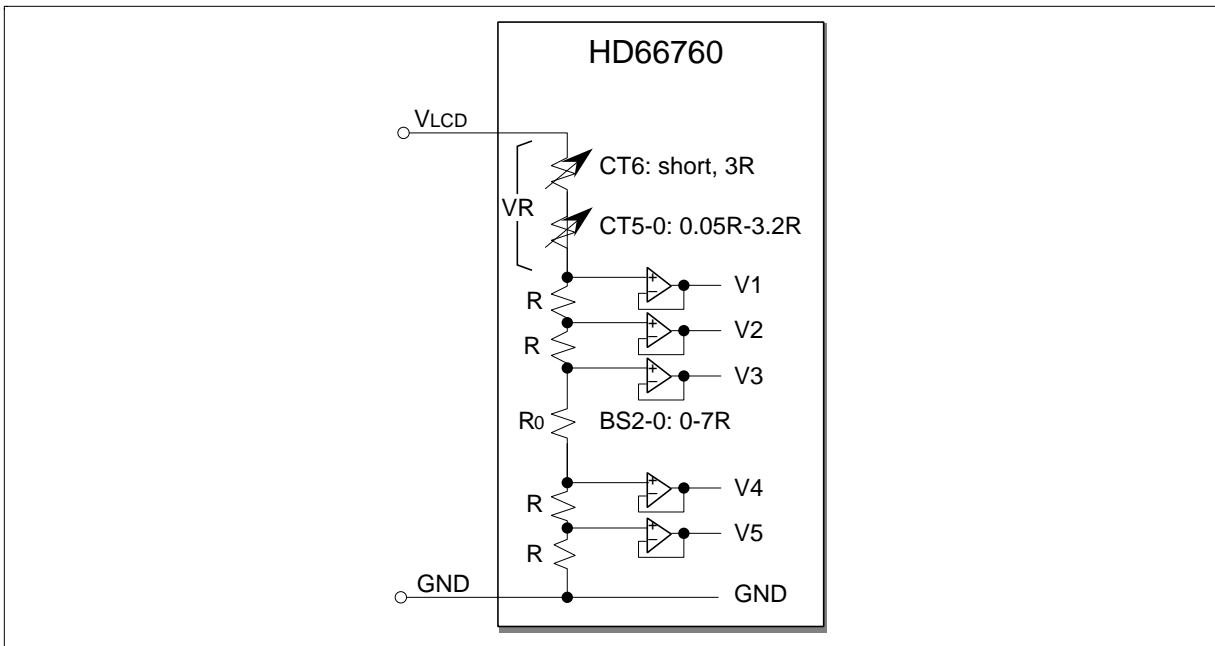 HD66760
VLCD
CT6: short, 3R
VR
CT5-0: 0.05R-3.2R
+
-
V1
R
+
-
V2
R
+
-
V3
R0
BS2-0: 0-7R
+
-
V4
R
+
-
V5
R
GND
GND